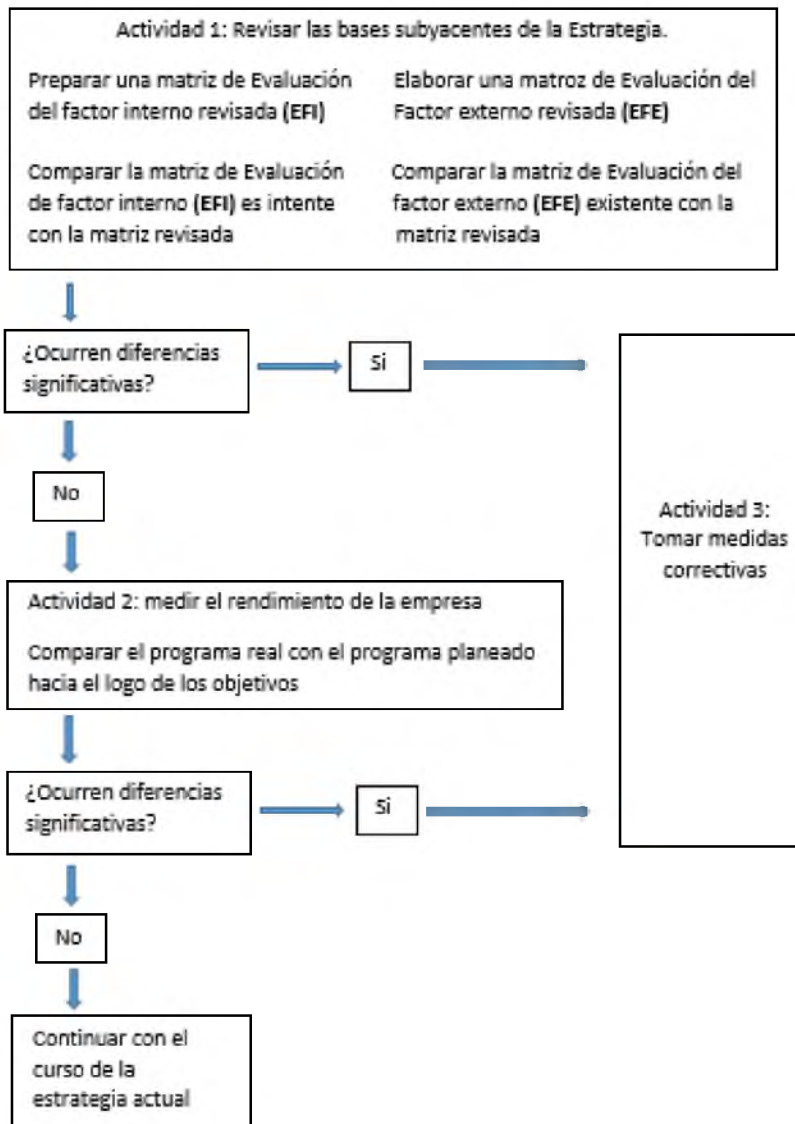 Actividad 1: Revisar las bases subyacentes de la Estrategia.
Preparar una matriz de Evaluación
del factor interno revisada (EFI)
Elaborar una matroz de Evaluación del
Factor externo revisada (EFE)
Comparar la matriz de Evaluación
de factor interno (EFI) es intente
con la matriz revisada
Comparar la matriz de Evaluación del
factor externo (EFE) existente con la
matriz revisada
¿Ocurren diferencias
significativas?
Si
No
Actividad 3:
Tomar medidas
correctivas
Actividad 2: medir el rendimiento de la empresa
Comparar el programa real con el programa planeado
hacia el logo de los objetivos
¿Ocurren diferencias
significativas?
Si
No
Continuar con el
curso de la
estrategia actual